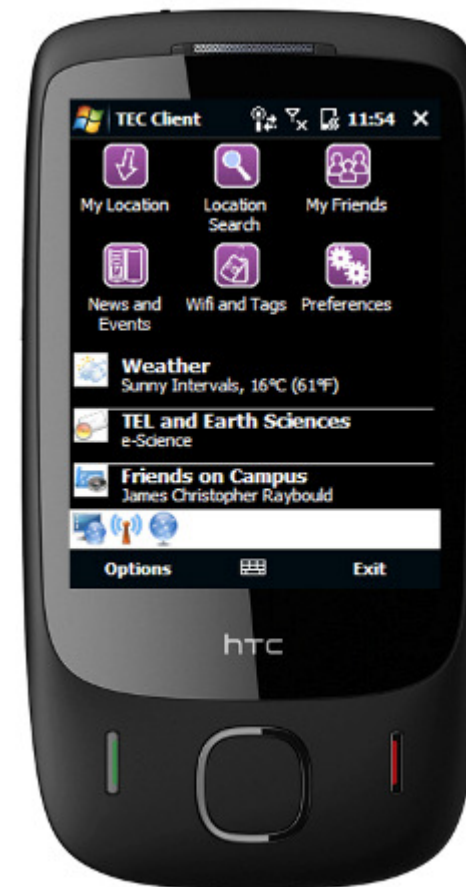 TEC Client 11:54
My Location
Location
Search
My Friends
News and
Events
Wifi and Tags
Preferences
Weather
Sunny Intervals, 16°C (61°F)
TEL and Earth Sciences
e-Science
Friends on Campus
James Christopher Raybould
Options Exit
hTC